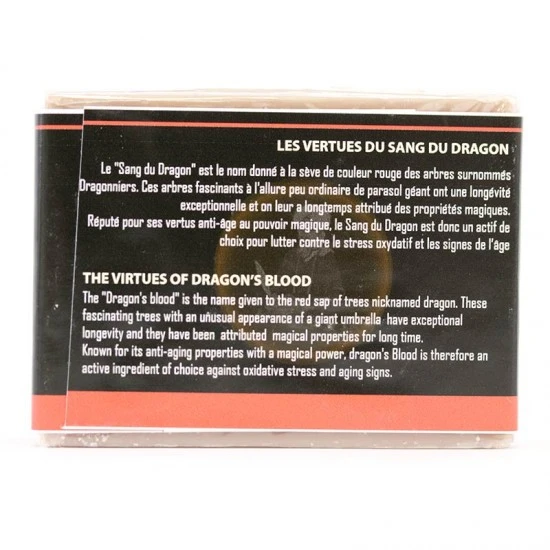 LES VERTUES DU SANG DU DRAGON
Le "Sang du Dragon" est le nom donné à la sève de couleur rouge des arbres surnommés
Dragonniers. Ces arbres fascinants à l'allure peu ordinaire de parasol géant ont une longévité
exceptionnelle et on leur a longtemps attribué des propriétés magiques.
Réputé pour ses vertus anti-âge au pouvoir magique, le Sang du Dragon est donc un actif de
choix pour lutter contre le stress oxydatif et les signes de l'âge
THE VIRTUES OF DRAGON'S BLOOD
The "Dragon's blood" is the name given to the red sap of trees nicknamed dragon. These
fascinating trees with an unusual appearance of a giant umbrella have exceptional
longevity and they have been attributed magical properties for long time.
Known for its anti-aging properties with a magical power, dragon's Blood is therefore an
active ingredient of choice against oxidative stress and aging signs.